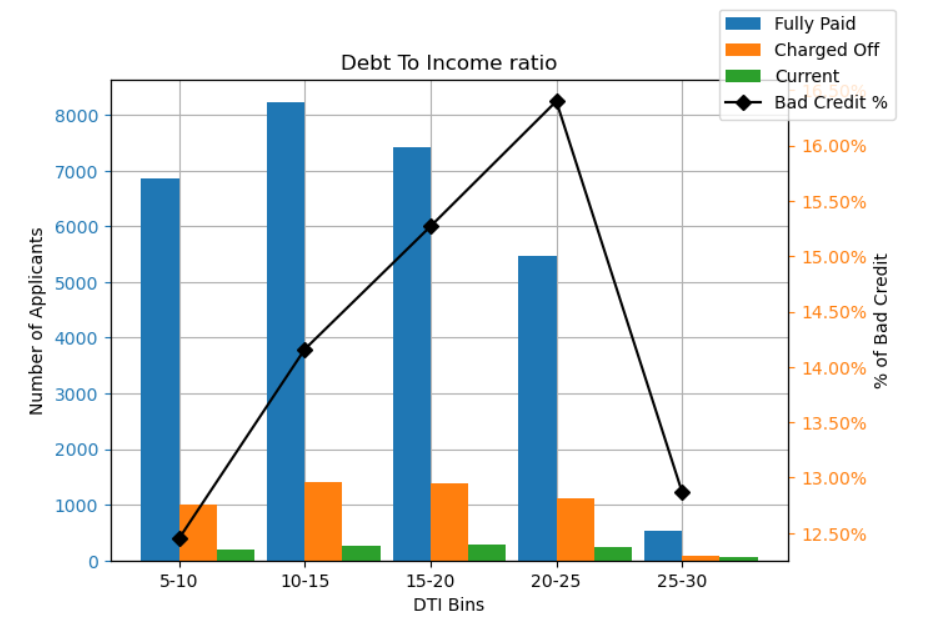 Fully Paid
Charged Off
Current
Bad Credit %
Debt To Income ratio
8000
7000
6000
5000
4000
3000
2000
1000
0
Number of Applicants
16.50%
16.00%
15.50%
15.00%
14.50%
14.00%
13.50%
13.00%
12.50%
% of Bad Credit
5-10 10-15 15-20 20-25 25-30
DTI Bins